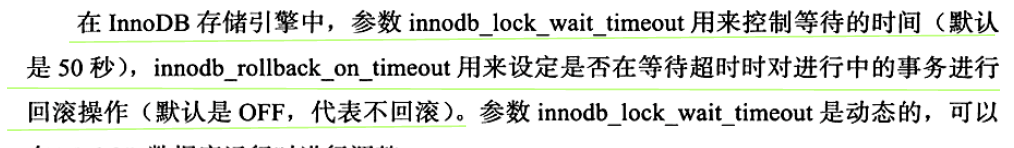 在 InnoDB 存储引擎中，参数 innodb_lock_wait_timeout 用来控制等待的时间（默认
是 50 秒），innodb_rollback_on_timeout 用来设定是否在等待超时时对进行中的事务进行
回滚操作（默认是 OFF，代表不回滚）。参数 innodb_lock_wait_timeout 是动态的，可以